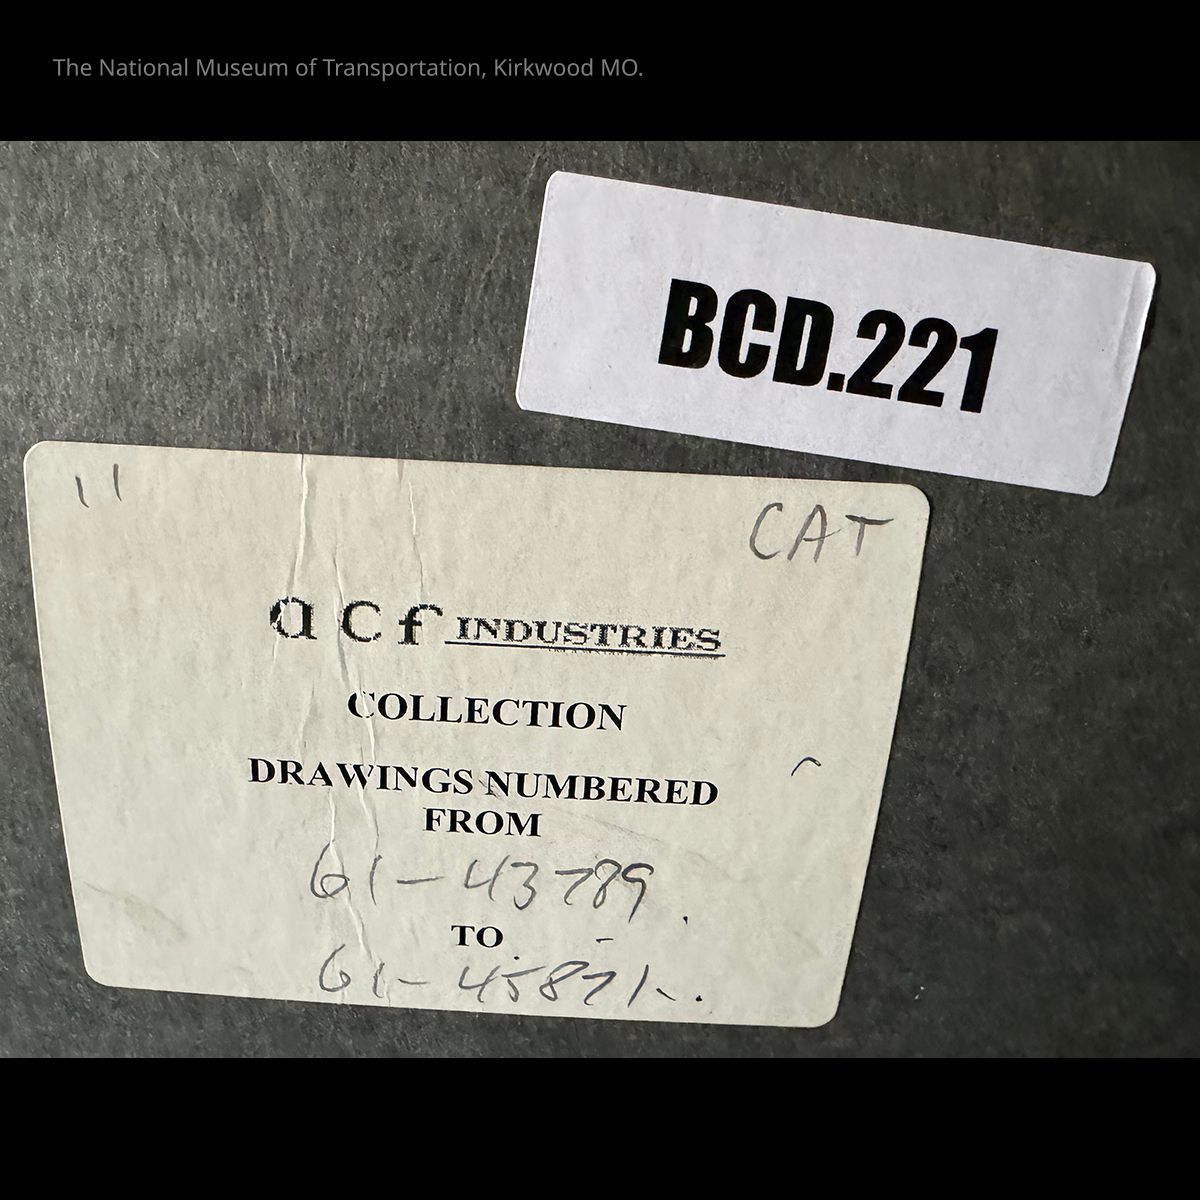 The National Museum of Transportation, Kirkwood MO.
BCD.221
11
CAT
acf INDUSTRIES
COLLECTION
DRAWINGS NUMBERED
FROM
61-43789.
TO
61-45871.